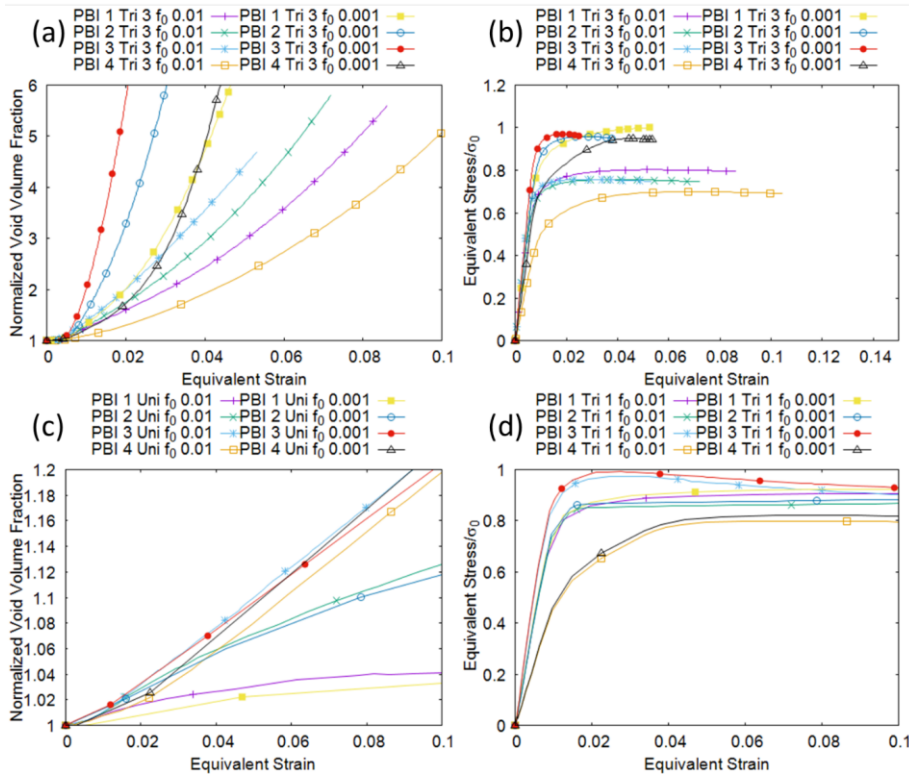 (a)
PBI 1 Tri 3 f0 0.01 PBI 1 Tri 3 f0 0.001
PBI 2 Tri 3 f0 0.01 PBI 2 Tri 3 f0 0.001
PBI 3 Tri 3 f0 0.01 PBI 3 Tri 3 f0 0.001
PBI 4 Tri 3 f0 0.01 PBI 4 Tri 3 f0 0.001
Normalized Void Volume Fraction
6
5
4
3
2
1
0 0.02 0.04 0.06 0.08 0.1
Equivalent Strain
(b)
PBI 1 Tri 3 f0 0.01 PBI 1 Tri 3 f0 0.001
PBI 2 Tri 3 f0 0.01 PBI 2 Tri 3 f0 0.001
PBI 3 Tri 3 f0 0.01 PBI 3 Tri 3 f0 0.001
PBI 4 Tri 3 f0 0.01 PBI 4 Tri 3 f0 0.001
Equivalent Stress/σ0
1.2
1
0.8
0.6
0.4
0.2
0
0 0.02 0.04 0.06 0.08 0.1 0.12 0.14
Equivalent Strain
(c)
PBI 1 Uni f0 0.01 PBI 1 Uni f0 0.001
PBI 2 Uni f0 0.01 PBI 2 Uni f0 0.001
PBI 3 Uni f0 0.01 PBI 3 Uni f0 0.001
PBI 4 Uni f0 0.01 PBI 4 Uni f0 0.001
Normalized Void Volume Fraction
1.2
1.18
1.16
1.14
1.12
1.1
1.08
1.06
1.04
1.02
1
0 0.02 0.04 0.06 0.08 0.1
Equivalent Strain
(d)
PBI 1 Tri 1 f0 0.01 PBI 1 Tri 1 f0 0.001
PBI 2 Tri 1 f0 0.01 PBI 2 Tri 1 f0 0.001
PBI 3 Tri 1 f0 0.01 PBI 3 Tri 1 f0 0.001
PBI 4 Tri 1 f0 0.01 PBI 4 Tri 1 f0 0.001
Equivalent Stress/σ0
1
0.8
0.6
0.4
0.2
0
0 0.02 0.04 0.06 0.08 0.1
Equivalent Strain